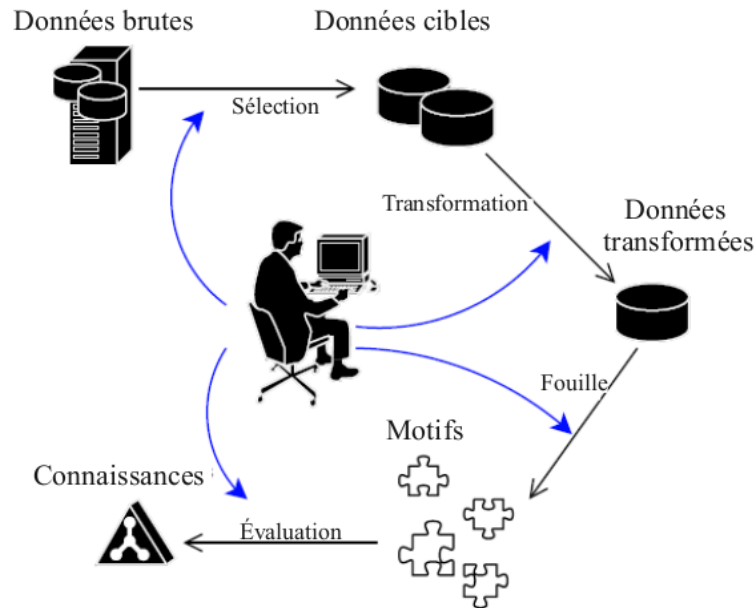 Données brutes
Données cibles
Sélection
Transformation
Données
transformées
Fouille
Motifs
Connaissances
Évaluation